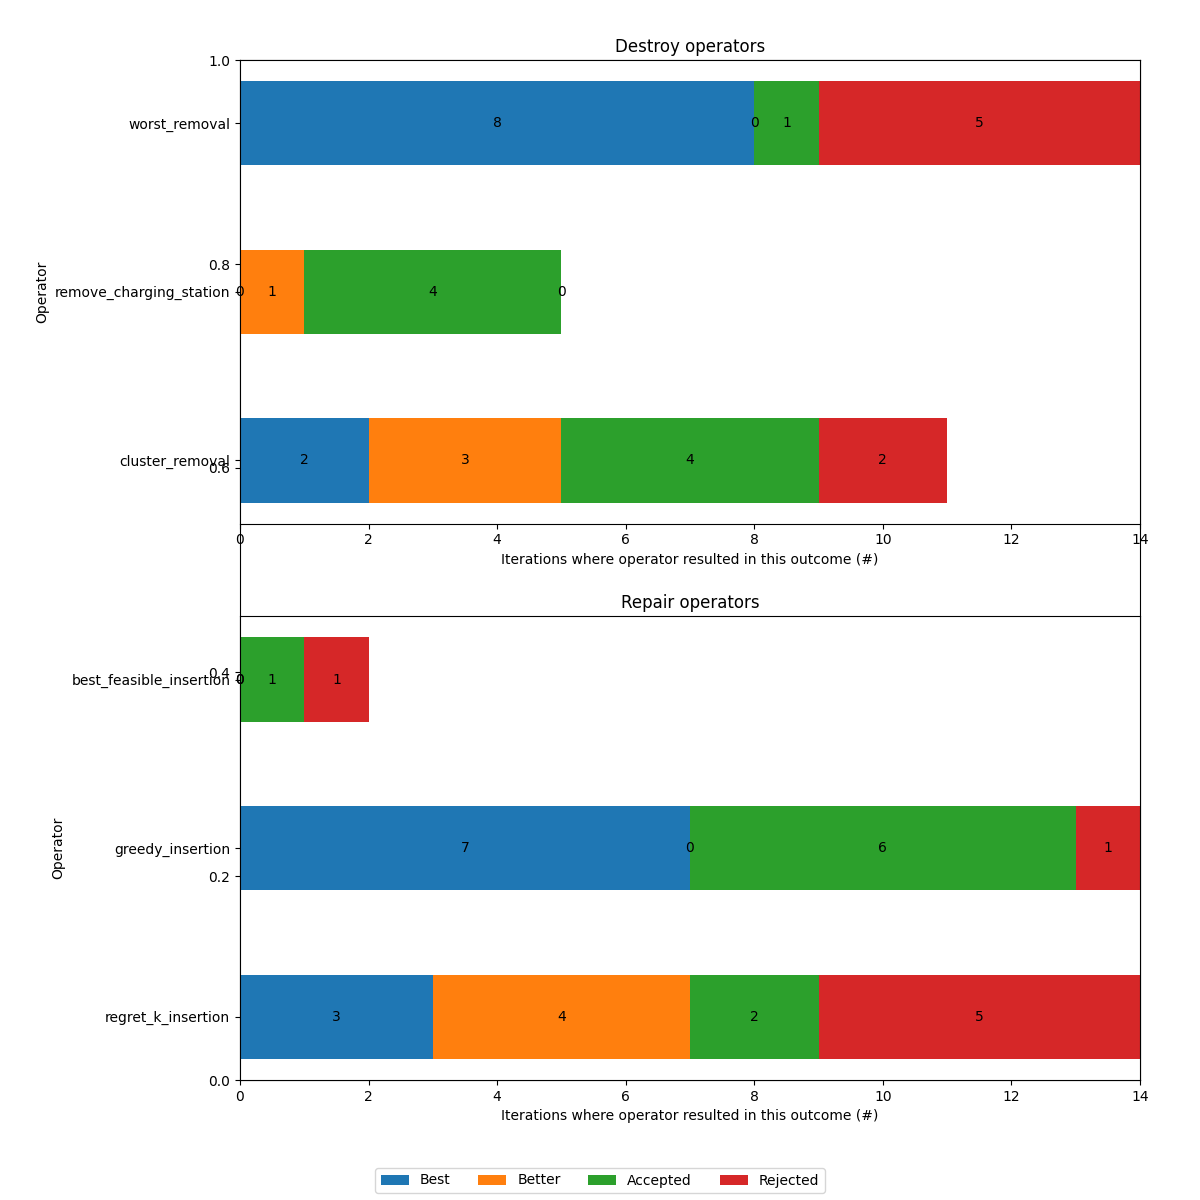 Destroy operators
1.0
worst_removal 8 0 1 5
0.8
Operator
remove_charging_station 0 1 4 0
cluster_removal 2 3 4 2
0.6
0 2 4 6 8 10 12 14
Iterations where operator resulted in this outcome (#)
Repair operators
0.4
best_feasible_insertion 0 1 1
Operator
greedy_insertion 7 0 6 1
0.2
regret_k_insertion 3 4 2 5
0.0
0 2 4 6 8 10 12 14
Iterations where operator resulted in this outcome (#)
Best Better Accepted Rejected